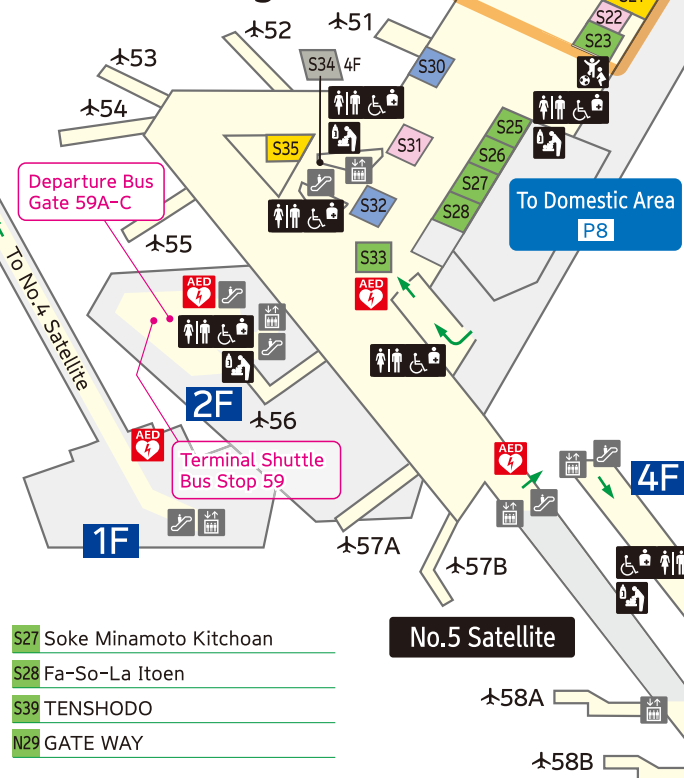 S21
S22
S23
52
51
53
S34 4F
S30
54
S25
S35
S31
S26
Departure Bus
Gate 59A-C
S27
S32
S28
To Domestic Area
P8
55
S33
To No.4 Satellite
AED
AED
2F
56
AED
AED
Terminal Shuttle
Bus Stop 59
4F
1F
57A
57B
S27 Soke Minamoto Kitchoan
No.5 Satellite
S28 Fa-So-La Itoen
S39 TENSHODO
58A
N29 GATE WAY
58B